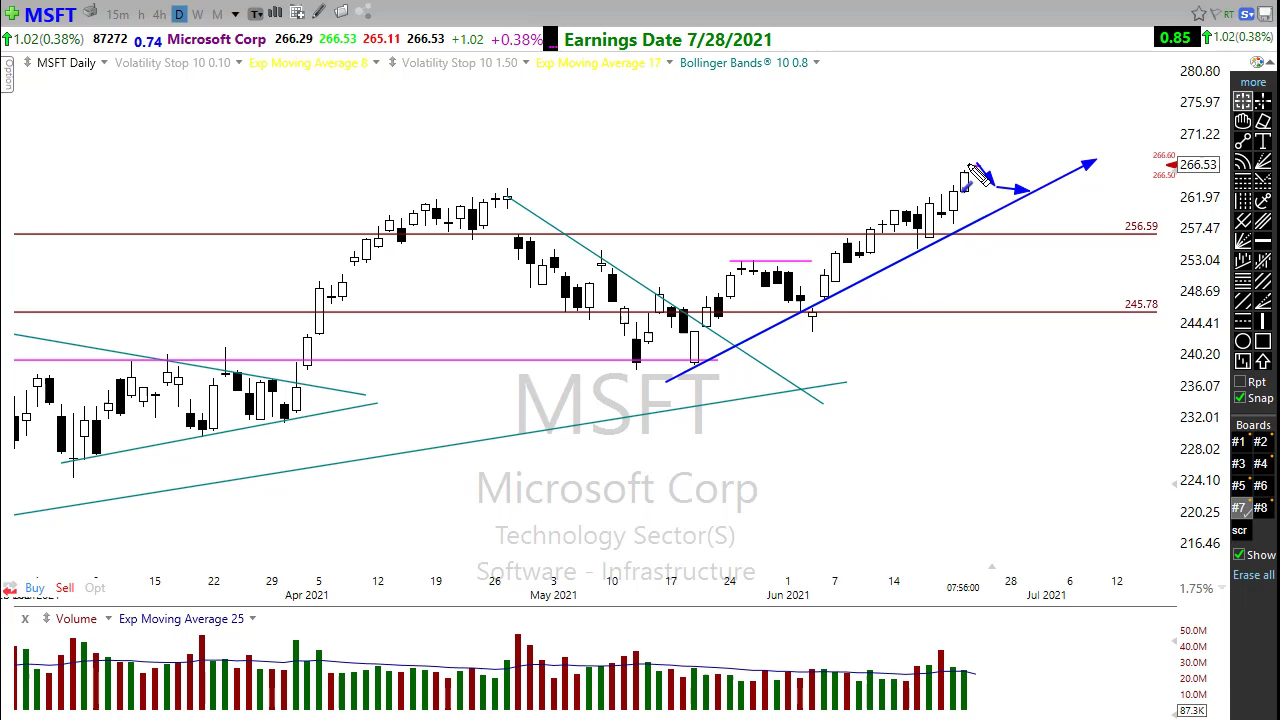 MSFT 15m h 4h D W M T RT S
1.02(0.38%) 87272 0.74 Microsoft Corp 266.29 266.53 265.11 266.53 +1.02 +0.38% Earnings Date 7/28/2021 0.85 1.02(0.38%)
Option
MSFT Daily Volatility Stop 10 0.10 Exp Moving Average 8 Volatility Stop 10 1.50 Exp Moving Average 17 Bollinger Bands® 10 0.8
280.80
275.97
271.22
266.60
266.53
266.50
261.97
256.59
257.47
253.04
248.69
245.78
244.41
240.20
236.07
232.01
228.02
224.10
220.25
216.46
MSFT
Microsoft Corp
Technology Sector(S)
Software - Infrastructure
15 22 29 5 12 19 26 3 10 17 24 1 7 14 07:56:00 28 6 12
Apr 2021 May 2021 Jun 2021 Jul 2021
Buy Sell Opt
1.75%
x Volume Exp Moving Average 25
50.0M
40.0M
30.0M
20.0M
10.0M
87.3K
more
T
Rpt
Snap
Boards
#1 #2
#3 #4
#5 #6
#7 #8
scr
Show
Erase all